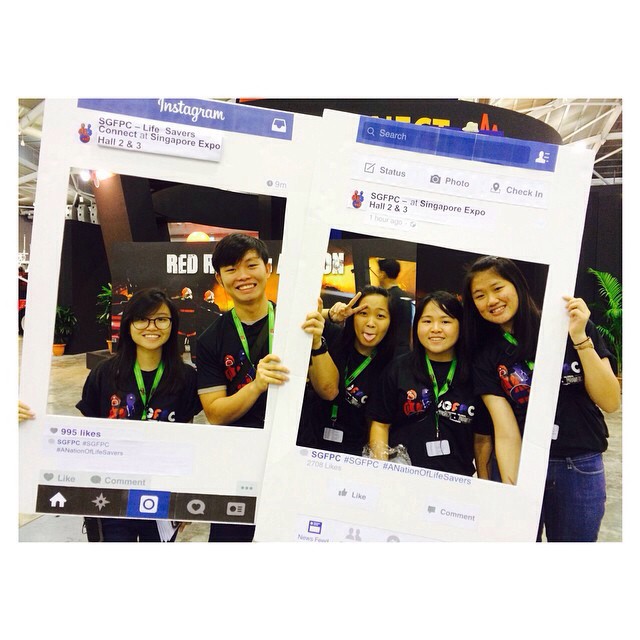 Instagram
SGFPC – Life Savers
Connect at Singapore Expo
Hall 2 & 3
9m
995 likes
SGFPC #SGFPC
#ANationOfLifeSavers
Like
Comment
Search
Status
Photo
Check In
SGFPC – at Singapore Expo
Hall 2 & 3
1 hour ago
SGFPC #SGFPC #ANationOfLifeSavers
2708 Likes
Like
Comment
News Feed
RED